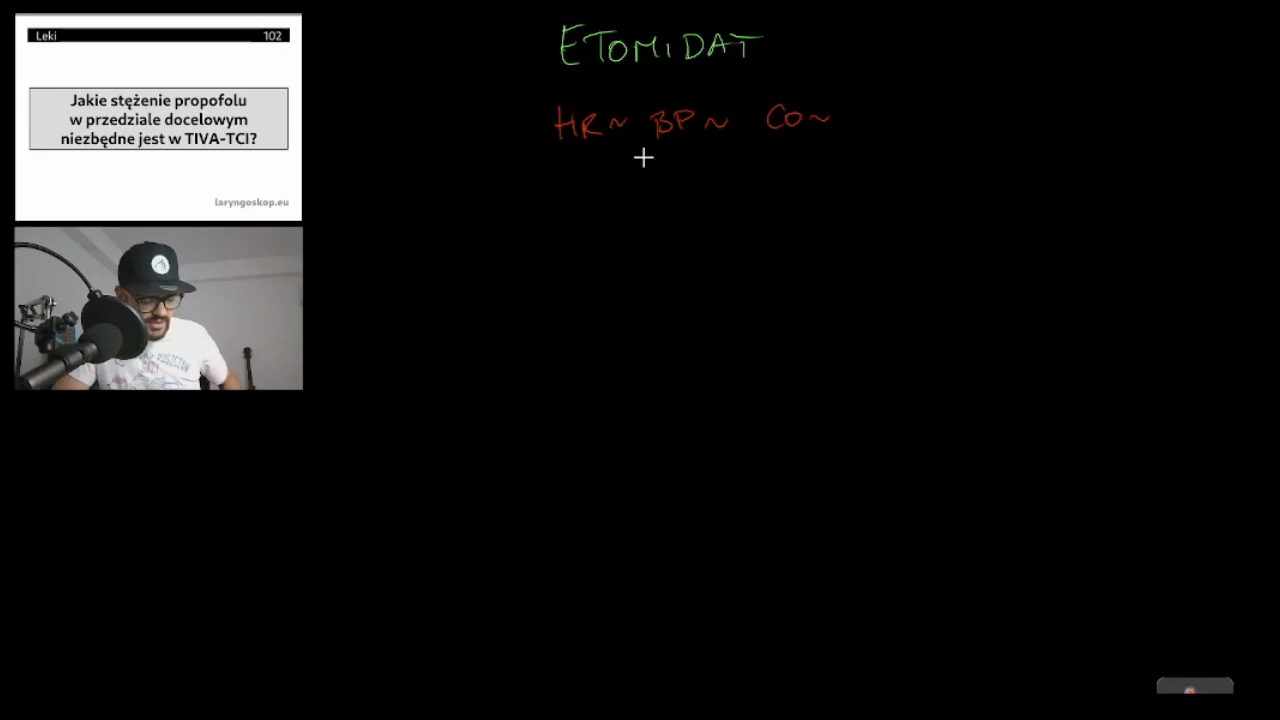 Leki 102
Jakie stężenie propofolu
w przedziale docelowym
niezbędne jest w TIVA-TCI?
laryngoskop.eu
ETOMIDAT
HR~ BP~ CO~